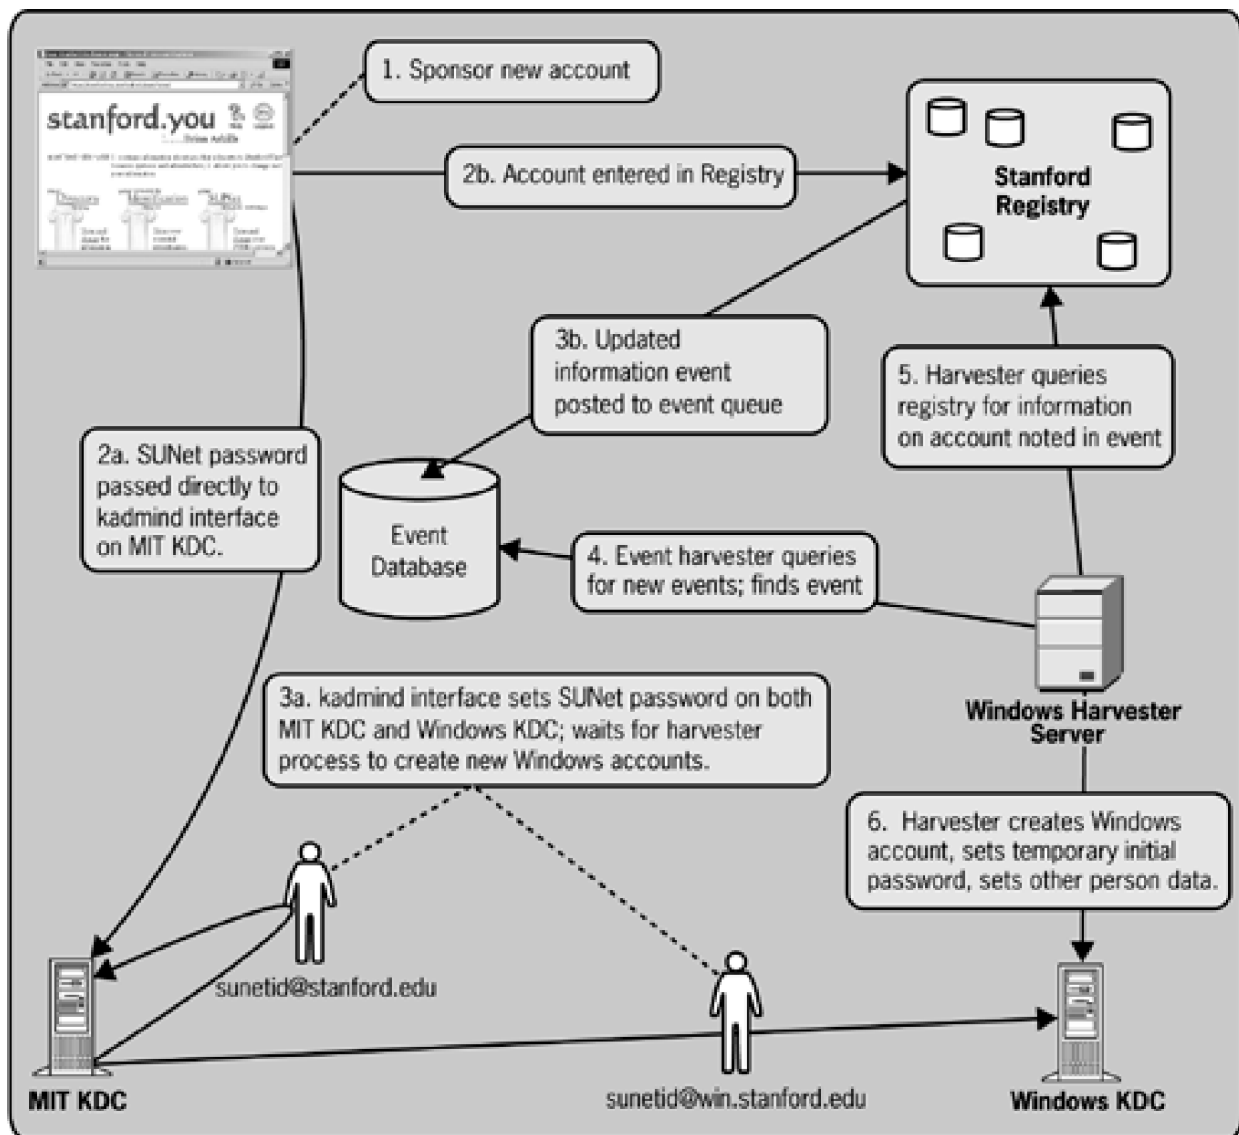 1. Sponsor new account
stanford.you
2b. Account entered in Registry
Stanford
Registry
3b. Updated
information event
posted to event queue
5. Harvester queries
registry for information
on account noted in event
2a. SUNet password
passed directly to
kadmind interface
on MIT KDC.
Event
Database
4. Event harvester queries
for new events; finds event
3a. kadmind interface sets SUNet password on both
MIT KDC and Windows KDC; waits for harvester
process to create new Windows accounts.
Windows Harvester
Server
6. Harvester creates Windows
account, sets temporary initial
password, sets other person data.
sunetid@stanford.edu
MIT KDC
sunetid@win.stanford.edu
Windows KDC